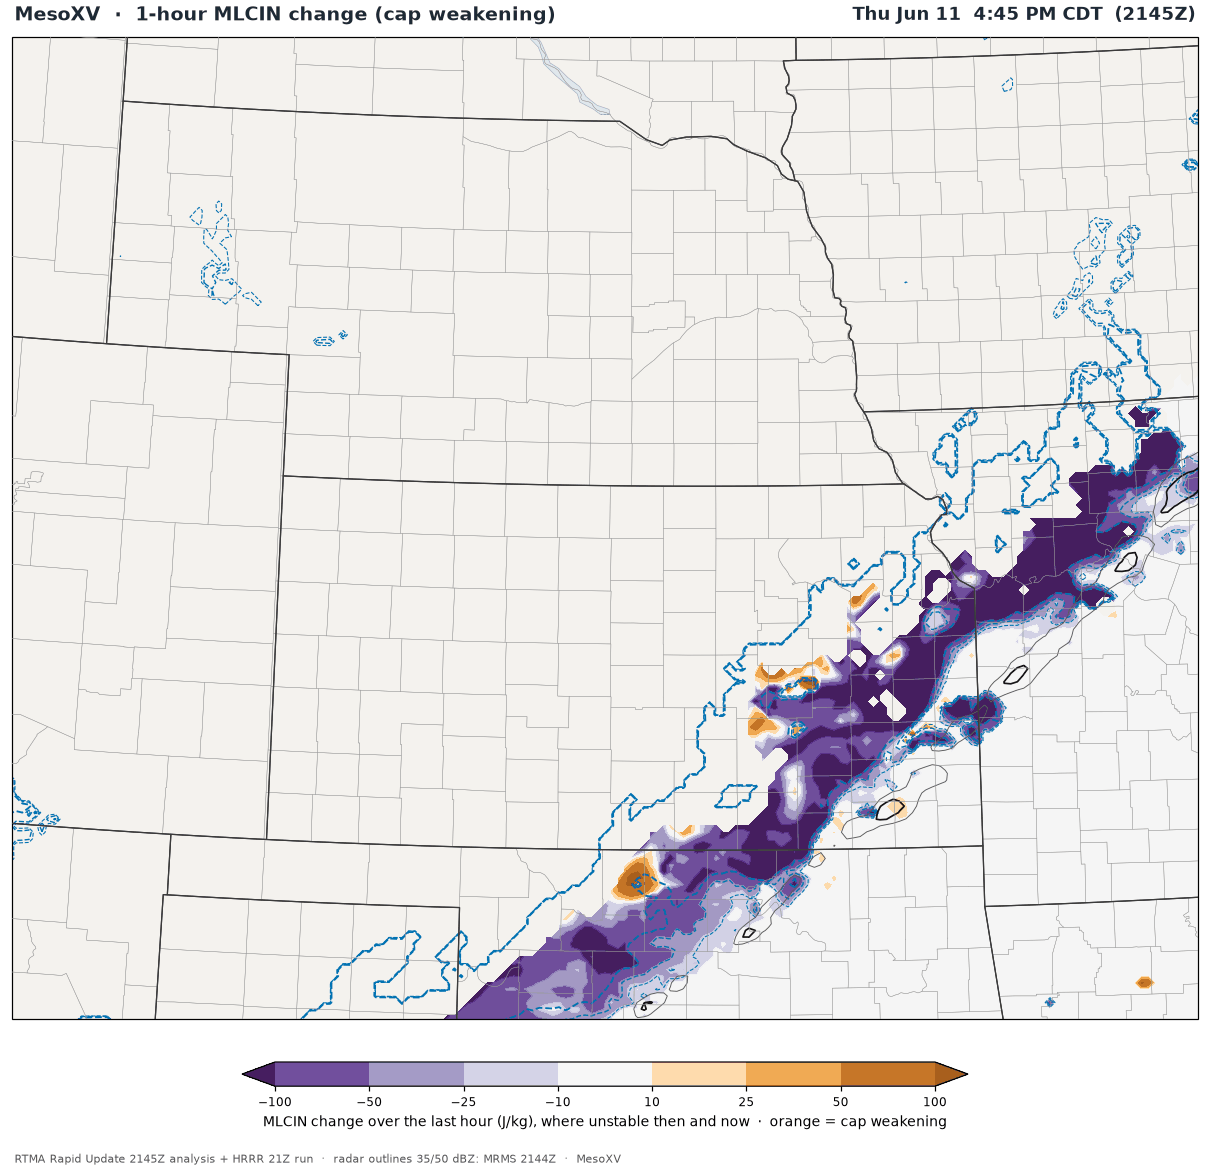 MesoXV · 1-hour MLCIN change (cap weakening)
Thu Jun 11 4:45 PM CDT (2145Z)
−100 −50 −25 −10 10 25 50 100
MLCIN change over the last hour (J/kg), where unstable then and now · orange = cap weakening
RTMA Rapid Update 2145Z analysis + HRRR 21Z run · radar outlines 35/50 dBZ: MRMS 2144Z · MesoXV